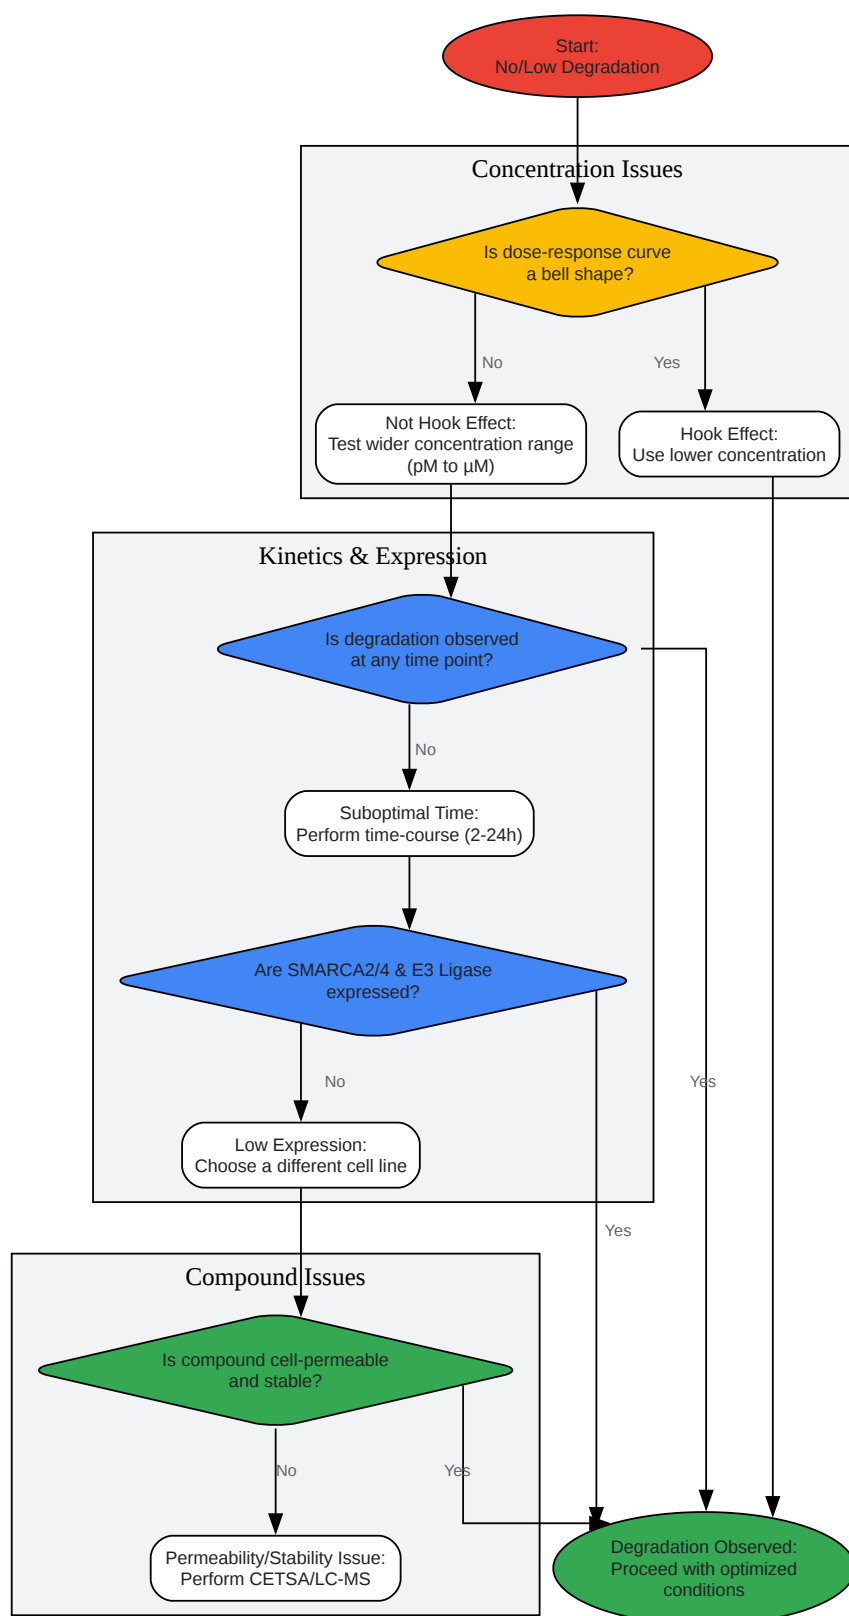 Start:
No/Low Degradation
Concentration Issues
Is dose-response curve
a bell shape?
No
Yes
Not Hook Effect:
Test wider concentration range
(pM to µM)
Hook Effect:
Use lower concentration
Kinetics & Expression
Is degradation observed
at any time point?
No
Suboptimal Time:
Perform time-course (2-24h)
Are SMARCA2/4 & E3 Ligase
expressed?
No
Yes
Low Expression:
Choose a different cell line
Yes
Compound Issues
Is compound cell-permeable
and stable?
No
Yes
Permeability/Stability Issue:
Perform CETSA/LC-MS
Degradation Observed:
Proceed with optimized
conditions